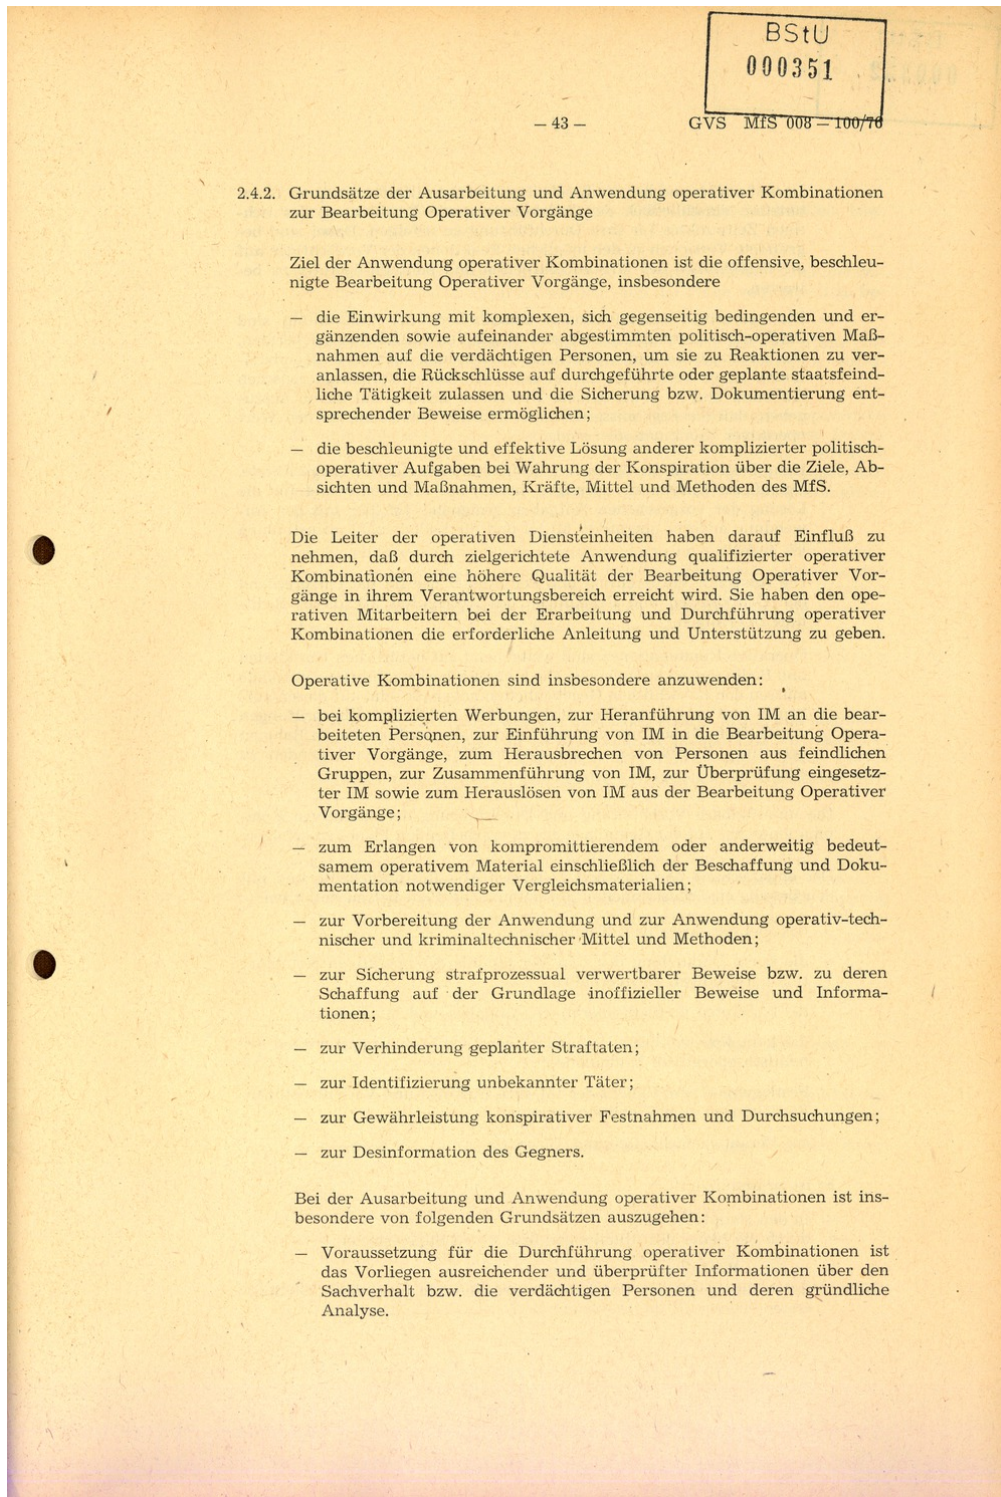 BStU
000351
– 43 –
GVS MfS 008 – 100/76
2.4.2. Grundsätze der Ausarbeitung und Anwendung operativer Kombinationen
zur Bearbeitung Operativer Vorgänge
Ziel der Anwendung operativer Kombinationen ist die offensive, beschleu-
nigte Bearbeitung Operativer Vorgänge, insbesondere
— die Einwirkung mit komplexen, sich gegenseitig bedingenden und er-
gänzenden sowie aufeinander abgestimmten politisch-operativen Maß-
nahmen auf die verdächtigen Personen, um sie zu Reaktionen zu ver-
anlassen, die Rückschlüsse auf durchgeführte oder geplante staatsfeind-
liche Tätigkeit zulassen und die Sicherung bzw. Dokumentierung ent-
sprechender Beweise ermöglichen;
— die beschleunigte und effektive Lösung anderer komplizierter politisch-
operativer Aufgaben bei Wahrung der Konspiration über die Ziele, Ab-
sichten und Maßnahmen, Kräfte, Mittel und Methoden des MfS.
Die Leiter der operativen Diensteinheiten haben darauf Einfluß zu
nehmen, daß durch zielgerichtete Anwendung qualifizierter operativer
Kombinationen eine höhere Qualität der Bearbeitung Operativer Vor-
gänge in ihrem Verantwortungsbereich erreicht wird. Sie haben den ope-
rativen Mitarbeitern bei der Erarbeitung und Durchführung operativer
Kombinationen die erforderliche Anleitung und Unterstützung zu geben.
Operative Kombinationen sind insbesondere anzuwenden:
— bei komplizierten Werbungen, zur Heranführung von IM an die bear-
beiteten Personen, zur Einführung von IM in die Bearbeitung Opera-
tiver Vorgänge, zum Herausbrechen von Personen aus feindlichen
Gruppen, zur Zusammenführung von IM, zur Überprüfung eingesetz-
ter IM sowie zum Herauslösen von IM aus der Bearbeitung Operativer
Vorgänge;
— zum Erlangen von kompromittierendem oder anderweitig bedeut-
samem operativem Material einschließlich der Beschaffung und Doku-
mentation notwendiger Vergleichsmaterialien;
— zur Vorbereitung der Anwendung und zur Anwendung operativ-tech-
nischer und kriminaltechnischer Mittel und Methoden;
— zur Sicherung strafprozessual verwertbarer Beweise bzw. zu deren
Schaffung auf der Grundlage inoffizieller Beweise und Informa-
tionen;
— zur Verhinderung geplanter Straftaten;
— zur Identifizierung unbekannter Täter;
— zur Gewährleistung konspirativer Festnahmen und Durchsuchungen;
— zur Desinformation des Gegners.
Bei der Ausarbeitung und Anwendung operativer Kombinationen ist ins-
besondere von folgenden Grundsätzen auszugehen:
— Voraussetzung für die Durchführung operativer Kombinationen ist
das Vorliegen ausreichender und überprüfter Informationen über den
Sachverhalt bzw. die verdächtigen Personen und deren gründliche
Analyse.